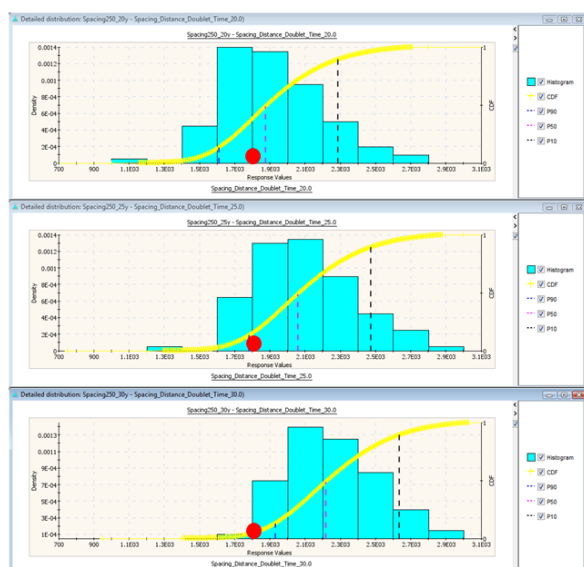 Detailed distribution: Spacing250_20y - Spacing_Distance_Doublet_Time_20.0
Spacing250_20y - Spacing_Distance_Doublet_Time_20.0
0.0014
0.0012
0.001
8E-04
6E-04
4E-04
2E-04
Density
1
CDF
0
700 900 1.1E03 1.3E03 1.5E03 1.7E03 1.9E03 2.1E03 2.3E03 2.5E03 2.7E03 2.9E03 3.1E03
Response Values
Spacing_Distance_Doublet_Time_20.0
Histogram
CDF
P90
P50
P10
Detailed distribution: Spacing250_25y - Spacing_Distance_Doublet_Time_25.0
Spacing250_25y - Spacing_Distance_Doublet_Time_25.0
0.0014
0.0012
0.001
8E-04
6E-04
4E-04
2E-04
Density
1
CDF
0
700 900 1.1E03 1.3E03 1.5E03 1.7E03 1.9E03 2.1E03 2.3E03 2.5E03 2.7E03 2.9E03 3.1E03
Response Values
Spacing_Distance_Doublet_Time_25.0
Histogram
CDF
P90
P50
P10
Detailed distribution: Spacing250_30y - Spacing_Distance_Doublet_Time_30.0
Spacing250_30y - Spacing_Distance_Doublet_Time_30.0
0.0013
0.0011
9E-04
7E-04
5E-04
3E-04
1E-04
Density
1
CDF
0
700 900 1.1E03 1.3E03 1.5E03 1.7E03 1.9E03 2.1E03 2.3E03 2.5E03 2.7E03 2.9E03 3.1E03
Response Values
Spacing_Distance_Doublet_Time_30.0
Histogram
CDF
P90
P50
P10